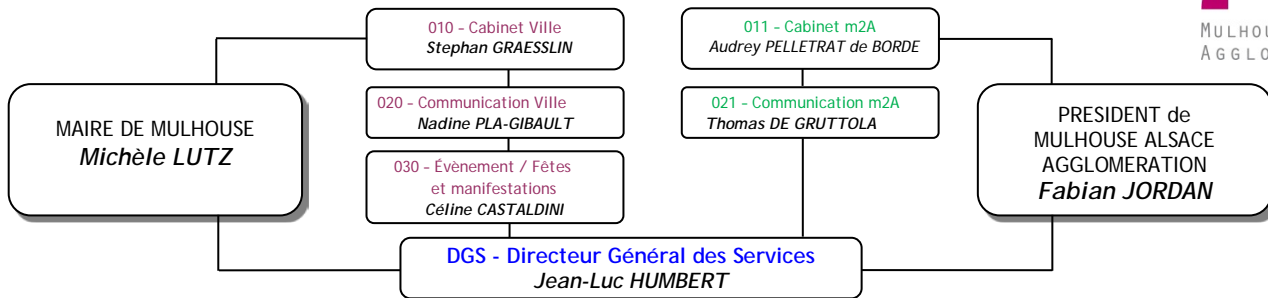 010 - Cabinet Ville
Stephan GRAESSLIN
011 - Cabinet m2A
Audrey PELLETRAT de BORDE
020 - Communication Ville
Nadine PLA-GIBAULT
021 - Communication m2A
Thomas DE GRUTTOLA
MAIRE DE MULHOUSE
Michèle LUTZ
030 - Évènement / Fêtes
et manifestations
Céline CASTALDINI
PRESIDENT de
MULHOUSE ALSACE
AGGLOMERATION
Fabian JORDAN
DGS - Directeur Général des Services
Jean-Luc HUMBERT